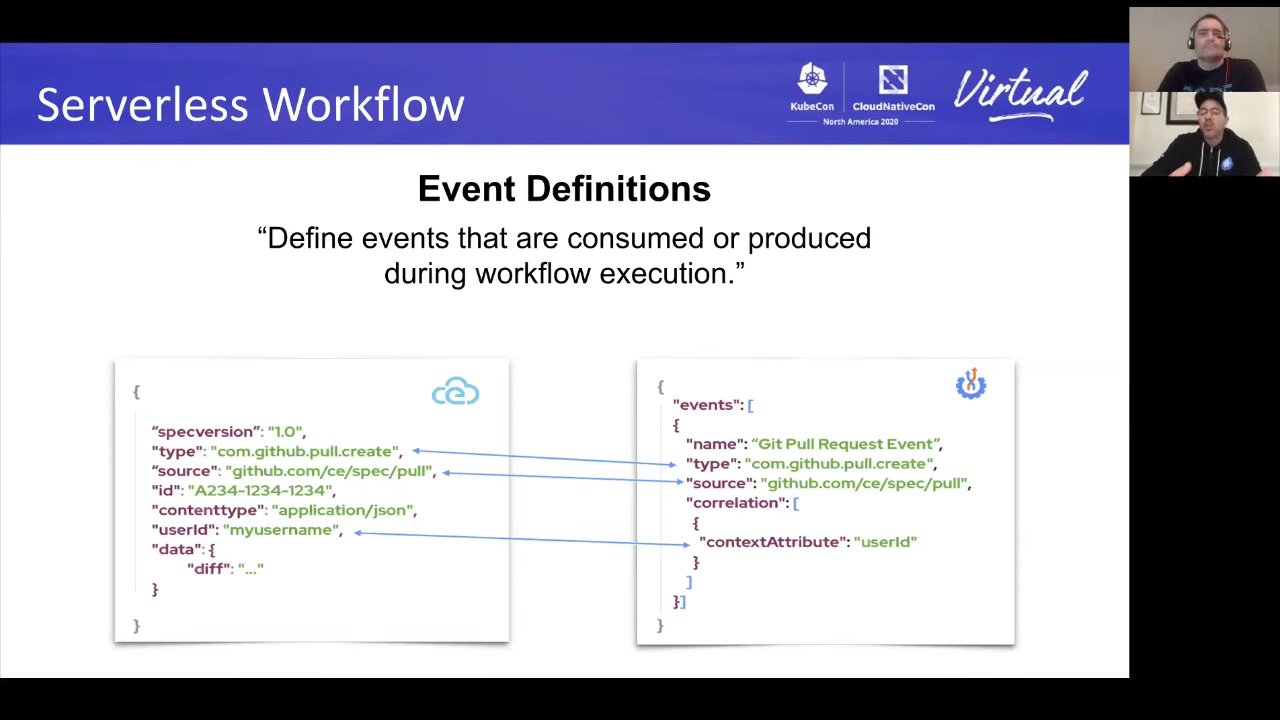 Serverless Workflow
KubeCon
CloudNativeCon
North America 2020
Virtual
Event Definitions
“Define events that are consumed or produced
during workflow execution.”
{
“specversion”: "1.0",
"type": "com.github.pull.create",
“source": "github.com/ce/spec/pull",
"id": "A234-1234-1234",
"contenttype": "application/json",
"userId": "myusername",
"data": {
"diff": "..."
}
}
{
"events": [
{
"name": “Git Pull Request Event”,
"type": "com.github.pull.create",
"source": "github.com/ce/spec/pull",
"correlation": [
{
"contextAttribute": "userId"
}
]
}]
}